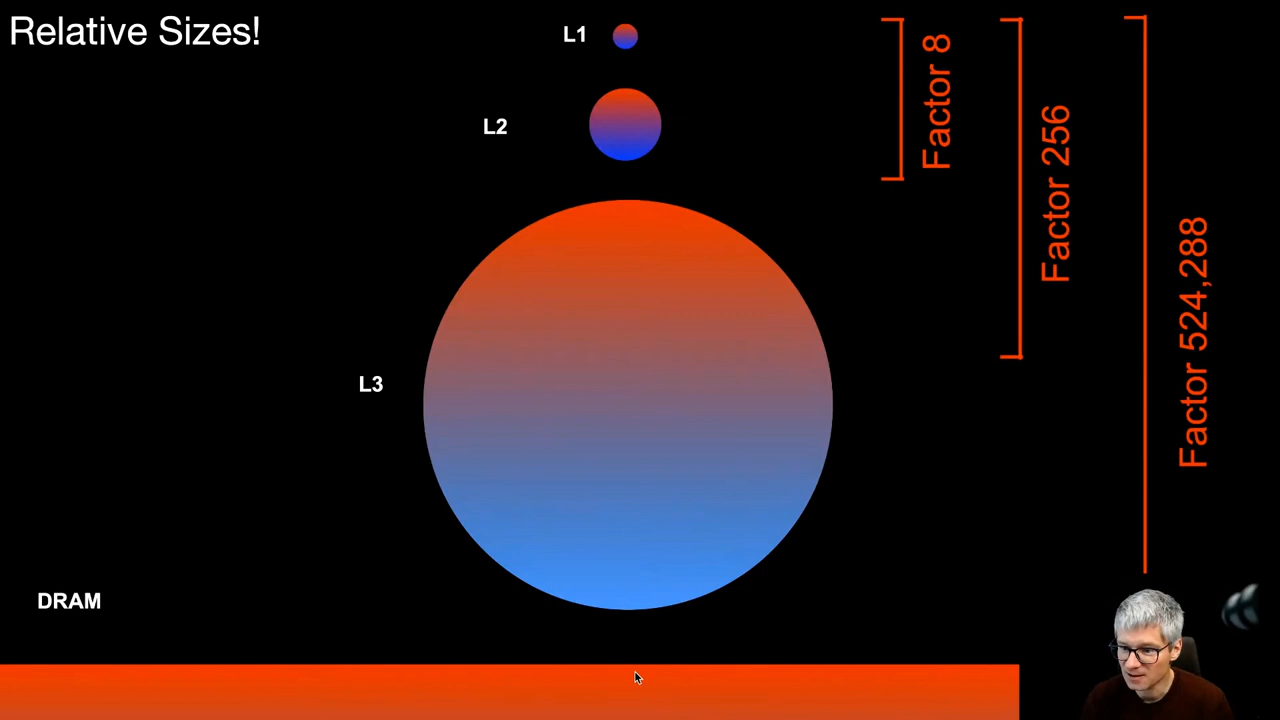 Relative Sizes!
L1
L2
L3
DRAM
Factor 8
Factor 256
Factor 524,288